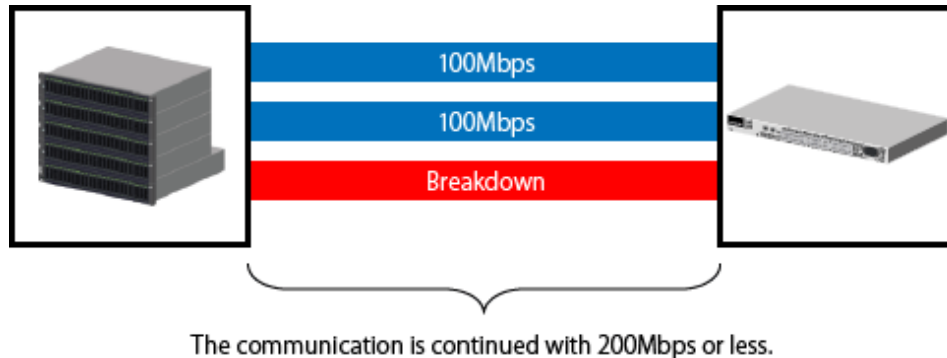 100Mbps
100Mbps
Breakdown
The communication is continued with 200Mbps or less.